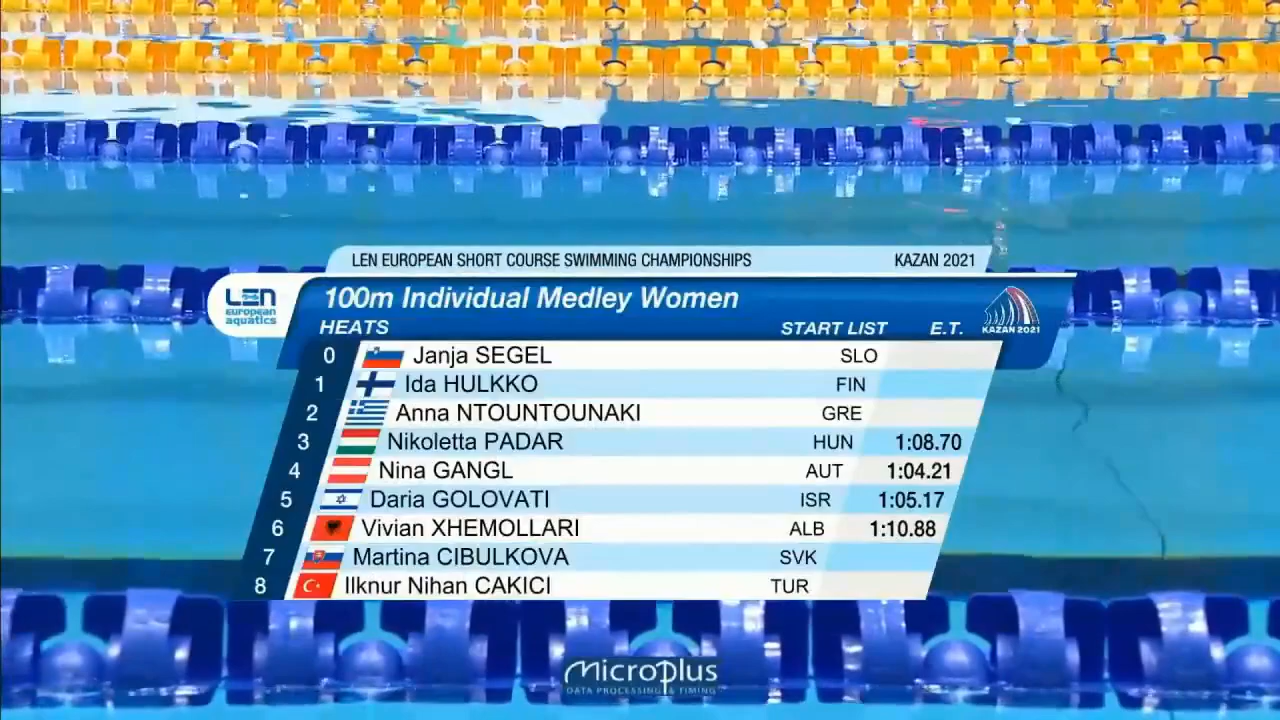 LEN EUROPEAN SHORT COURSE SWIMMING CHAMPIONSHIPS KAZAN 2021
LEN
european
aquatics
100m Individual Medley Women
KAZAN 2021
HEATS START LIST E.T.
0 Janja SEGEL SLO
1 Ida HULKKO FIN
2 Anna NTOUNTOUNAKI GRE
3 Nikoletta PADAR HUN 1:08.70
4 Nina GANGL AUT 1:04.21
5 Daria GOLOVATI ISR 1:05.17
6 Vivian XHEMOLLARI ALB 1:10.88
7 Martina CIBULKOVA SVK
8 Ilknur Nihan CAKICI TUR
Microplus
DATA PROCESSING & TIMING